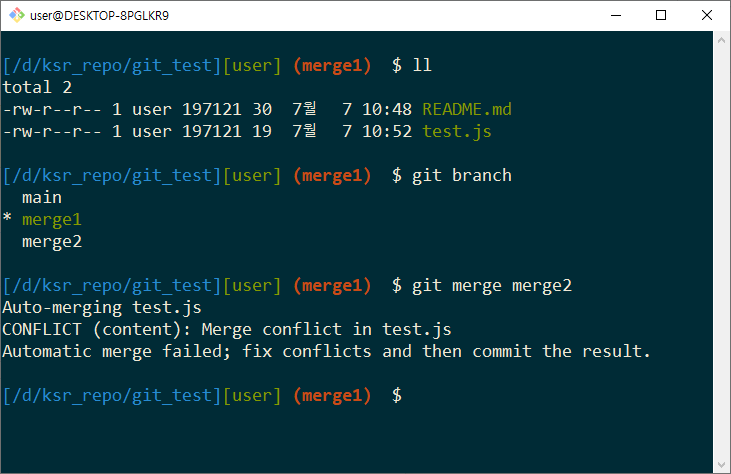 user@DESKTOP-8PGLKR9
[/d/ksr_repo/git_test][user] (merge1)  $ ll
total 2
-rw-r--r-- 1 user 197121 30  7월   7 10:48 README.md
-rw-r--r-- 1 user 197121 19  7월   7 10:52 test.js
[/d/ksr_repo/git_test][user] (merge1)  $ git branch
  main
* merge1
  merge2
[/d/ksr_repo/git_test][user] (merge1)  $ git merge merge2
Auto-merging test.js
CONFLICT (content): Merge conflict in test.js
Automatic merge failed; fix conflicts and then commit the result.
[/d/ksr_repo/git_test][user] (merge1)  $